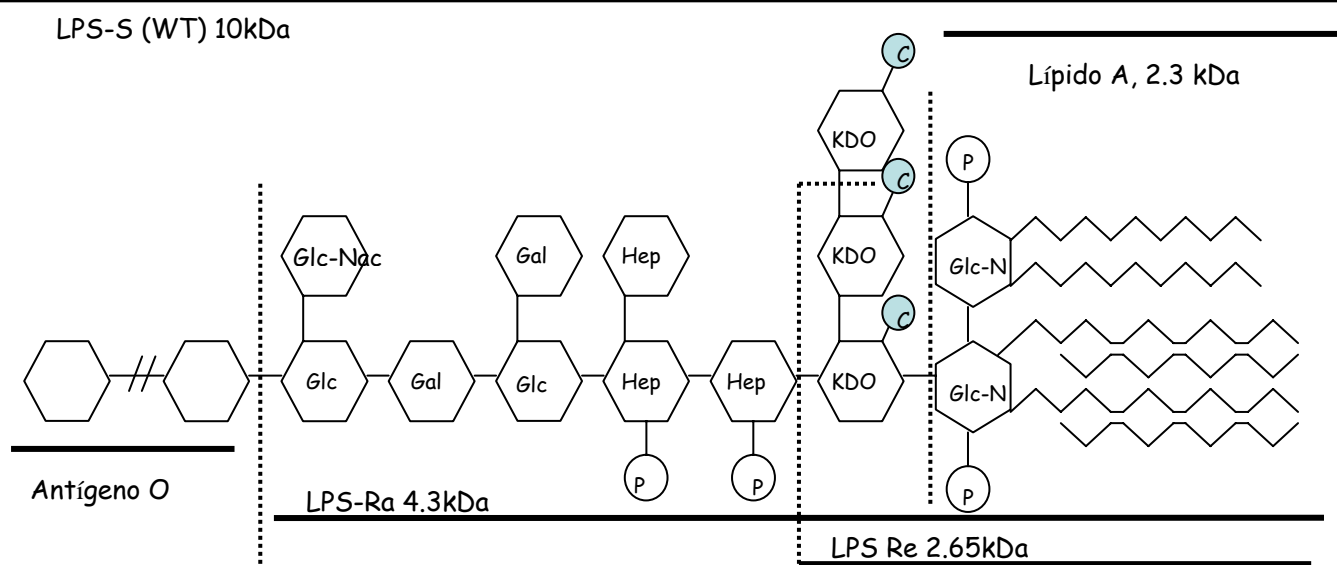 LPS-S (WT) 10kDa
C
Lípido A, 2.3 kDa
KDO
P
C
Glc-Nac
Gal
Hep
KDO
Glc-N
C
Glc
Gal
Glc
Hep
Hep
KDO
Glc-N
P
P
P
Antígeno O
LPS-Ra 4.3kDa
LPS Re 2.65kDa